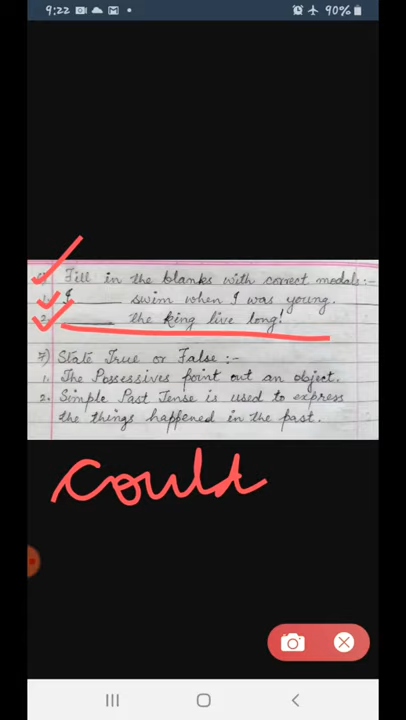 9:22
90%
Fill in the blanks with correct modals:-
1. I ______ swim when I was young.
2. ______ the king live long!
7) State True or False :-
1. The Possessives point out an object.
2. Simple Past Tense is used to express
the things happened in the past.
Could